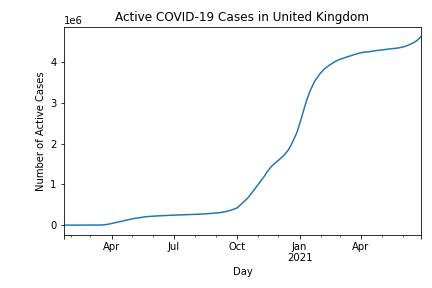 Active COVID-19 Cases in United Kingdom
1e6
Number of Active Cases
4
3
2
1
0
Apr Jul Oct Jan Apr
2021
Day